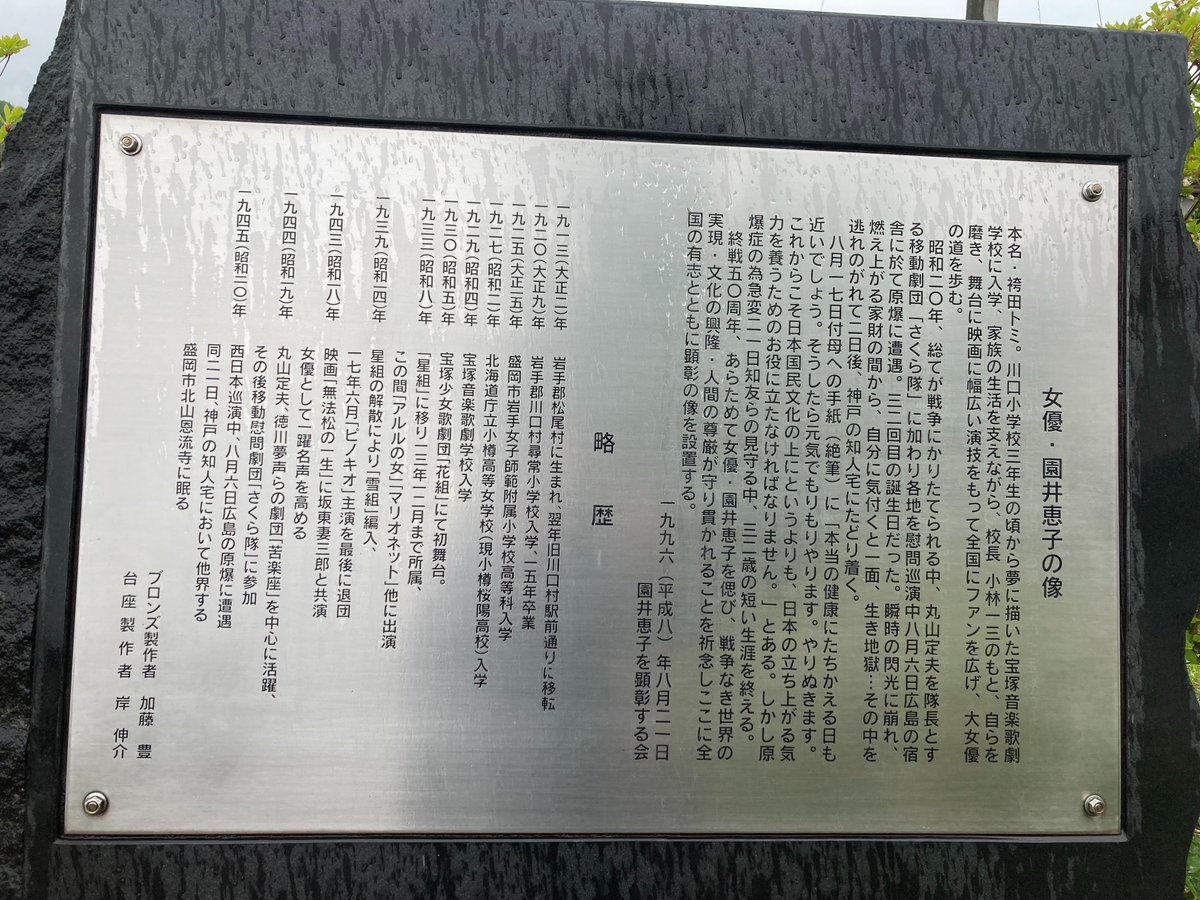 女優・園井恵子の像
本名・袴田トミ。川口小学校三年生の頃から夢に描いた宝塚音楽歌劇
学校に入学、家族の生活を支えながら、校長 小林一三のもと、自らを
磨き、舞台に映画に幅広い演技をもって全国にファンを広げ、大女優
の道を歩む。
昭和二〇年、総てが戦争にかりたてられる中、丸山定夫を隊長とす
る移動劇団「さくら隊」に加わり各地を慰問巡演中八月六日広島の宿
舎に於て原爆に遭遇。三二回目の誕生日だった。瞬時の閃光に崩れ、
燃え上がる家財の間から、自分に気付くと一面、生き地獄…その中を
逃れのがれて二日後、神戸の知人宅にたどり着く。
八月一七日付母への手紙（絶筆）に「本当の健康にたちかえる日も
近いでしょう。そうしたら元気でもりもりやります。やりぬきます。
これからこそ日本国民文化の上にというよりも、日本の立ち上がる気
力を養うためのお役に立たなければなりません。」とある。しかし原
爆症の為急変二一日知友らの見守る中、三二歳の短い生涯を終える。
終戦五〇周年、あらためて女優・園井恵子を偲び、戦争なき世界の
実現・文化の興隆・人間の尊厳が守り貫かれることを祈念しここに全
国の有志とともに顕彰の像を設置する。
一九九六（平成八）年八月二一日
園井恵子を顕彰する会
略歴
一九一三（大正二）年 岩手郡松尾村に生まれ、翌年旧川口村駅前通りに移転
一九二〇（大正九）年 岩手郡川口村尋常小学校入学、一五年卒業
一九二五（大正一五）年 盛岡市岩手女子師範附属小学校高等科入学
一九二七（昭和二）年 北海道庁立小樽高等女学校（現小樽桜陽高校）入学
一九二九（昭和四）年 宝塚音楽歌劇学校入学
一九三〇（昭和五）年 宝塚少女歌劇団「花組」にて初舞台。
一九三三（昭和八）年 「星組」に移り一三年一二月まで所属、
この間「アルルの女」「マリオネット」他に出演
一九三九（昭和一四）年 星組の解散により「雪組」編入、
一七年六月「ピノキオ」主演を最後に退団
一九四三（昭和一八）年 映画「無法松の一生」に坂東妻三郎と共演
女優として一躍名声を高める
一九四四（昭和一九）年 丸山定夫、徳川夢声らの劇団「苦楽座」を中心に活躍、
その後移動慰問劇団「さくら隊」に参加
一九四五（昭和二〇）年 西日本巡演中、八月六日広島の原爆に遭遇
同二一日、神戸の知人宅において他界する
盛岡市北山恩流寺に眠る
ブロンズ製作者 加藤 豊
台座製作者 岸 伸介